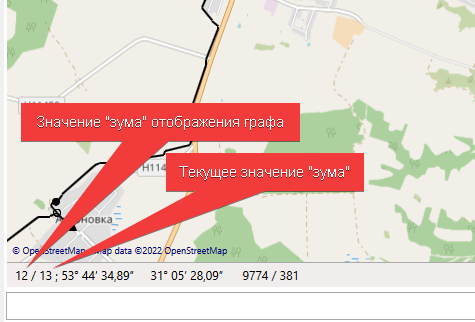 Значение "зума" отображения графа
Текущее значение "зума"
© OpenStreetMap Map data ©2022 OpenStreetMap
12 / 13 ; 53° 44′ 34,89″ 31° 05′ 28,09″ 9774 / 381